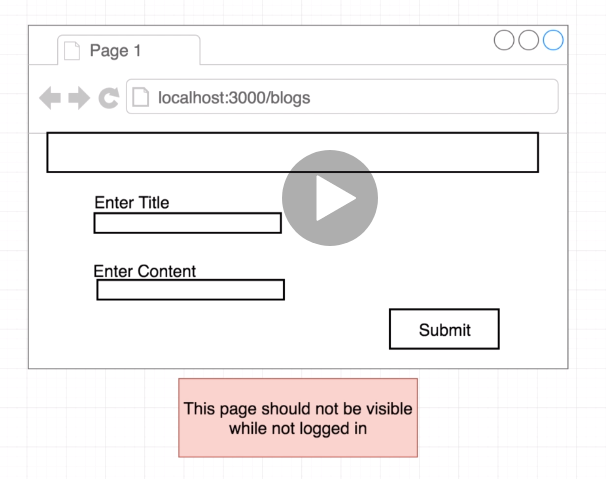 Page 1
localhost:3000/blogs
Enter Title
Enter Content
Submit
This page should not be visible
while not logged in